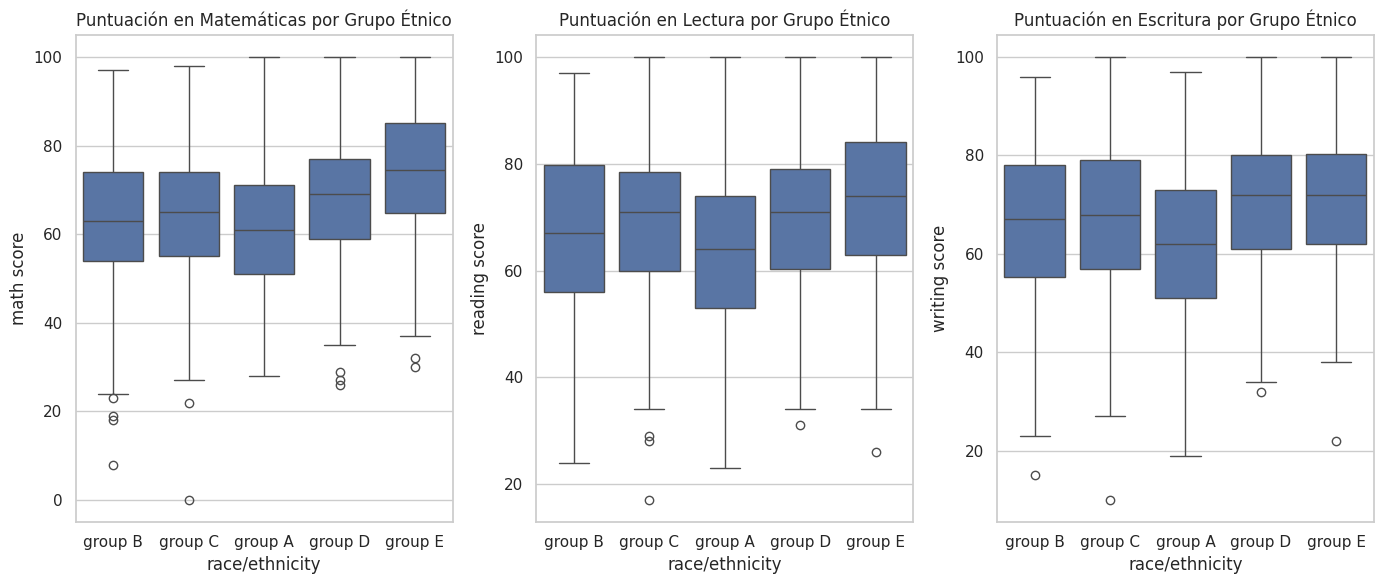 Puntuación en Matemáticas por Grupo Étnico
math score
100
80
60
40
20
0
group B group C group A group D group E
race/ethnicity
Puntuación en Lectura por Grupo Étnico
reading score
100
80
60
40
20
group B group C group A group D group E
race/ethnicity
Puntuación en Escritura por Grupo Étnico
writing score
100
80
60
40
20
group B group C group A group D group E
race/ethnicity